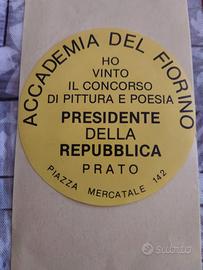 ACCADEMIA DEL FIORINO
HO
VINTO
IL CONCORSO
DI PITTURA E POESIA
PRESIDENTE
DELLA
REPUBBLICA
PRATO
PIAZZA MERCATALE 142
subito